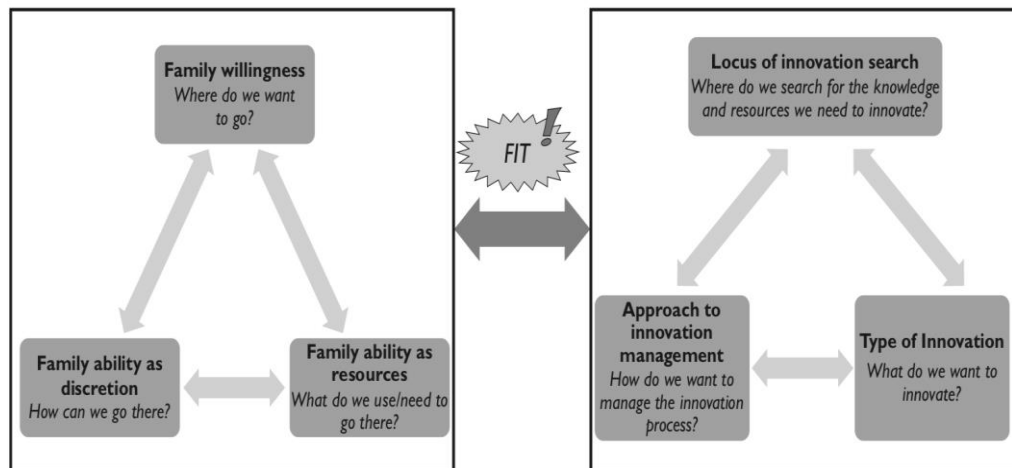 Family willingness
Where do we want
to go?
Family ability as
discretion
How can we go there?
Family ability as
resources
What do we use/need to
go there?
FIT!
Locus of innovation search
Where do we search for the knowledge
and resources we need to innovate?
Approach to
innovation
management
How do we want to
manage the innovation
process?
Type of Innovation
What do we want to
innovate?